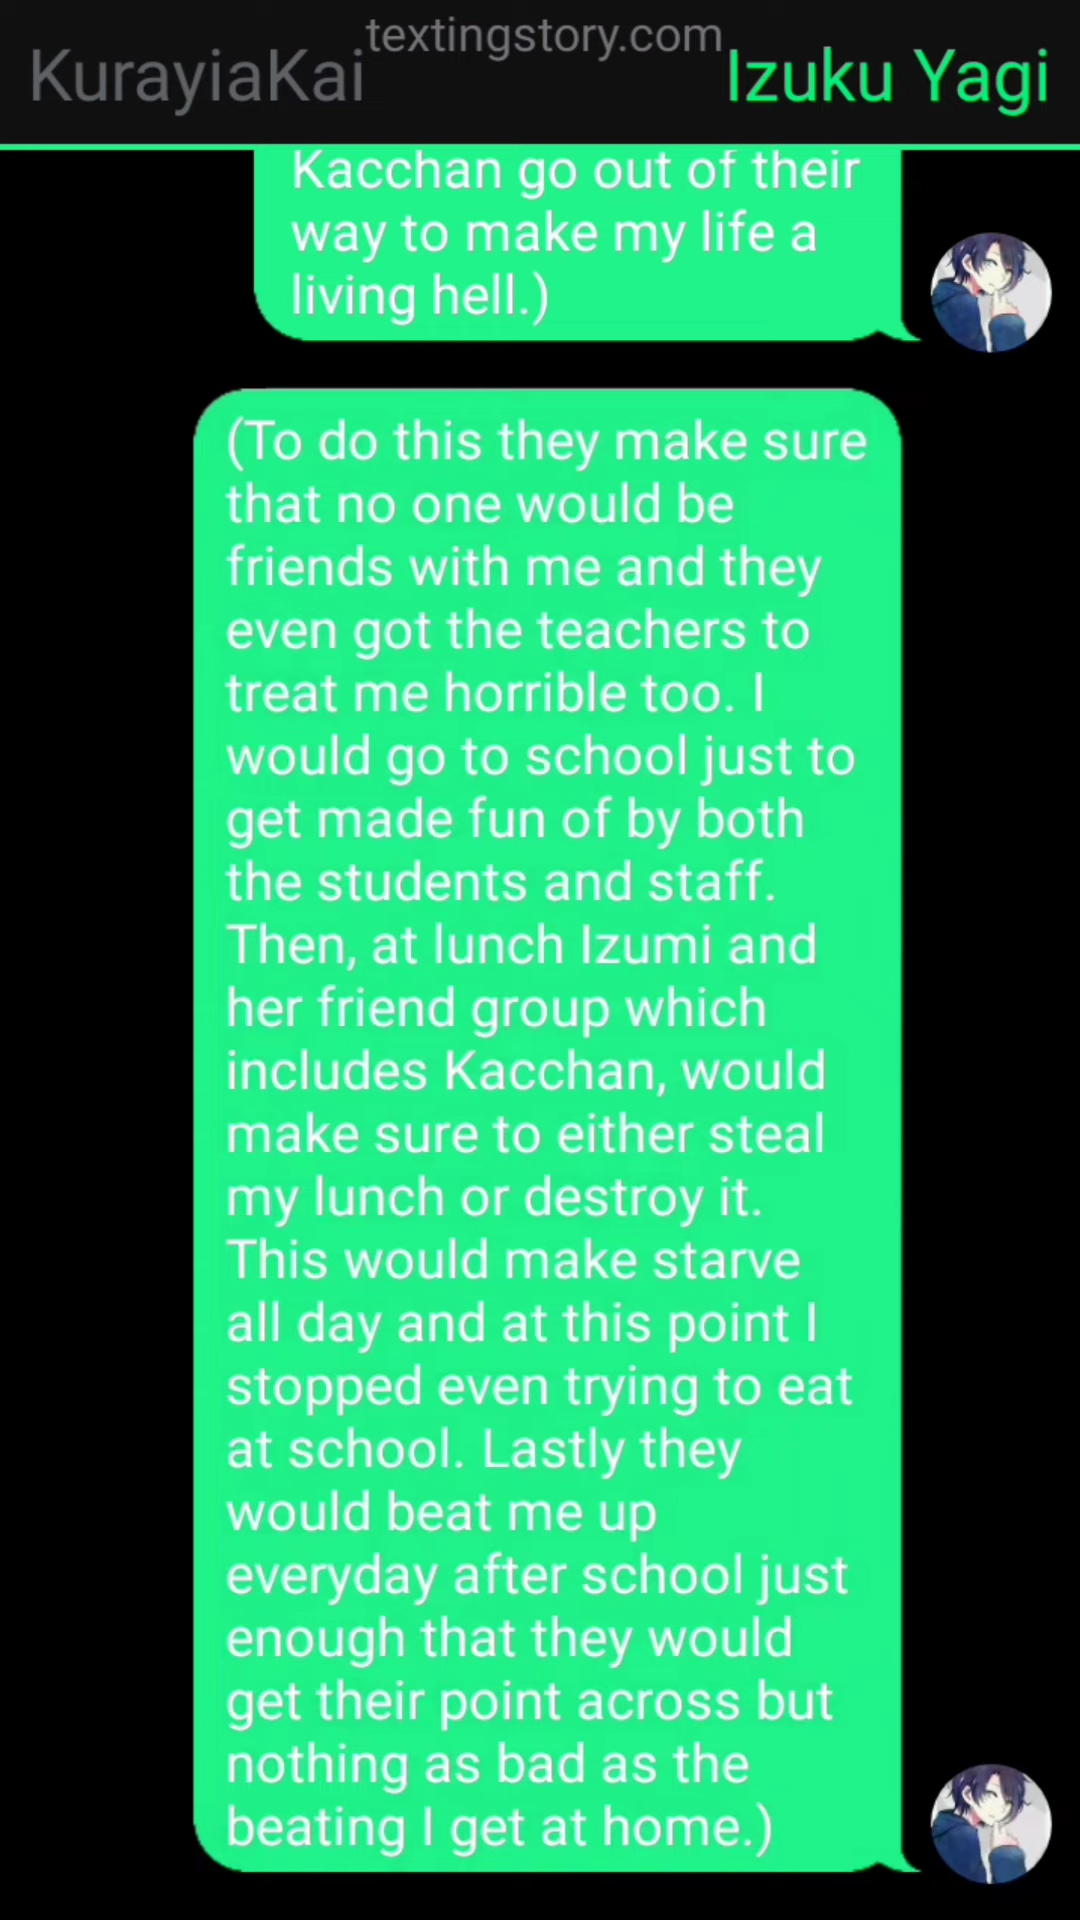 textingstory.com
KurayiaKai
Izuku Yagi
Kacchan go out of their
way to make my life a
living hell.)
(To do this they make sure
that no one would be
friends with me and they
even got the teachers to
treat me horrible too. I
would go to school just to
get made fun of by both
the students and staff.
Then, at lunch Izumi and
her friend group which
includes Kacchan, would
make sure to either steal
my lunch or destroy it.
This would make starve
all day and at this point I
stopped even trying to eat
at school. Lastly they
would beat me up
everyday after school just
enough that they would
get their point across but
nothing as bad as the
beating I get at home.)